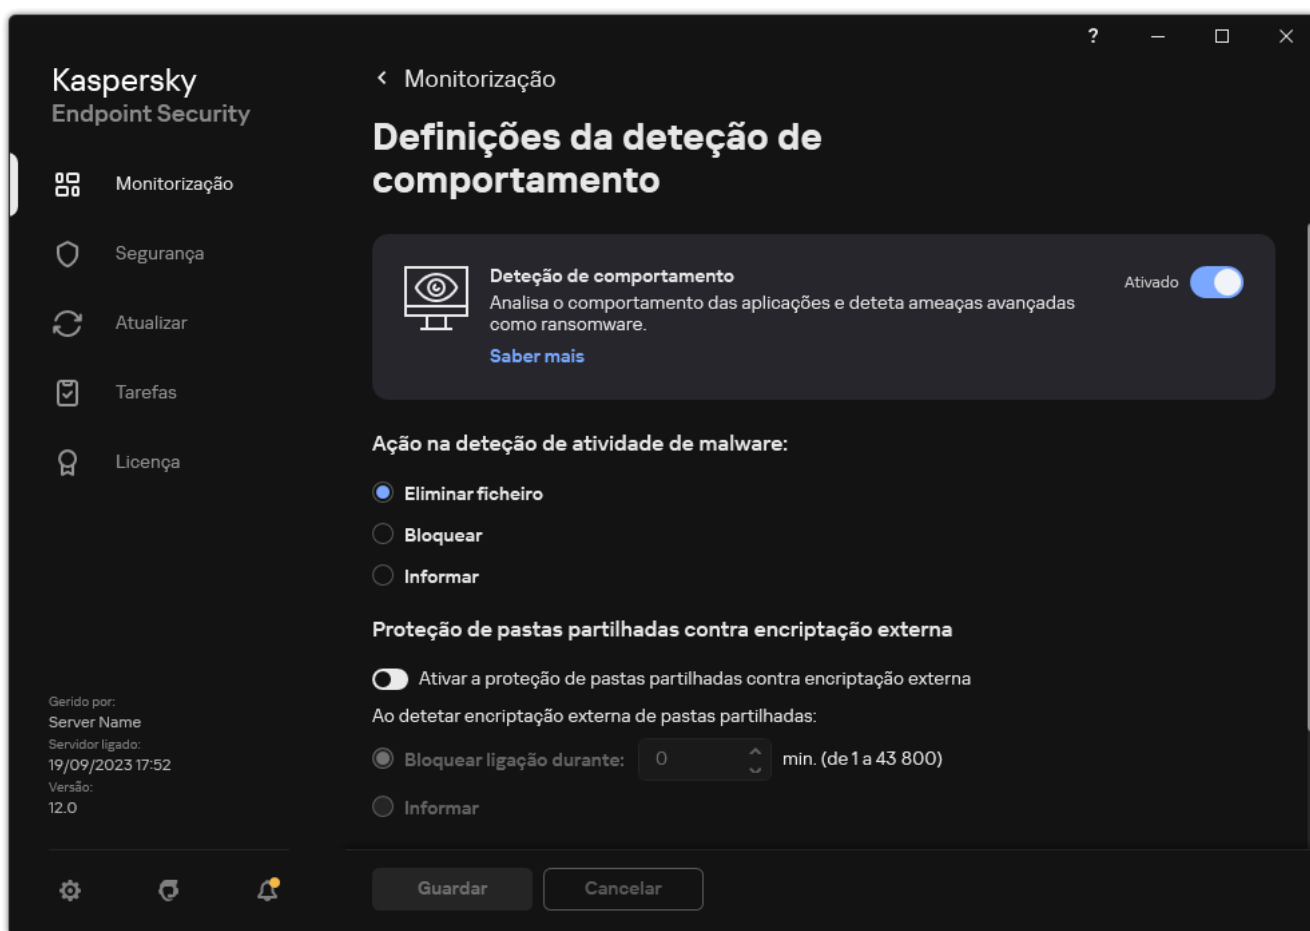 ?
Kaspersky
Endpoint Security
Monitorização
Segurança
Atualizar
Tarefas
Licença
Gerido por:
Server Name
Servidor ligado:
19/09/2023 17:52
Versão:
12.0
Monitorização
Definições da deteção de
comportamento
Deteção de comportamento
Analisa o comportamento das aplicações e deteta ameaças avançadas
como ransomware.
Saber mais
Ativado
Ação na deteção de atividade de malware:
Eliminar ficheiro
Bloquear
Informar
Proteção de pastas partilhadas contra encriptação externa
Ativar a proteção de pastas partilhadas contra encriptação externa
Ao detetar encriptação externa de pastas partilhadas:
Bloquear ligação durante: 0 min. (de 1 a 43 800)
Informar
Guardar Cancelar